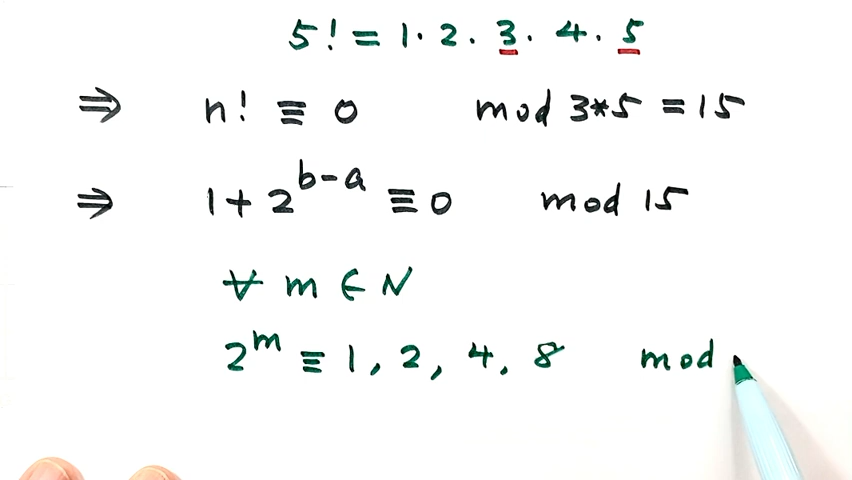 5! = 1 · 2 · 3 · 4 · 5
⇒ n! ≡ 0 mod 3*5 = 15
⇒ 1 + 2^(b-a) ≡ 0 mod 15
∀ m ∈ N
2^m ≡ 1, 2, 4, 8 mod